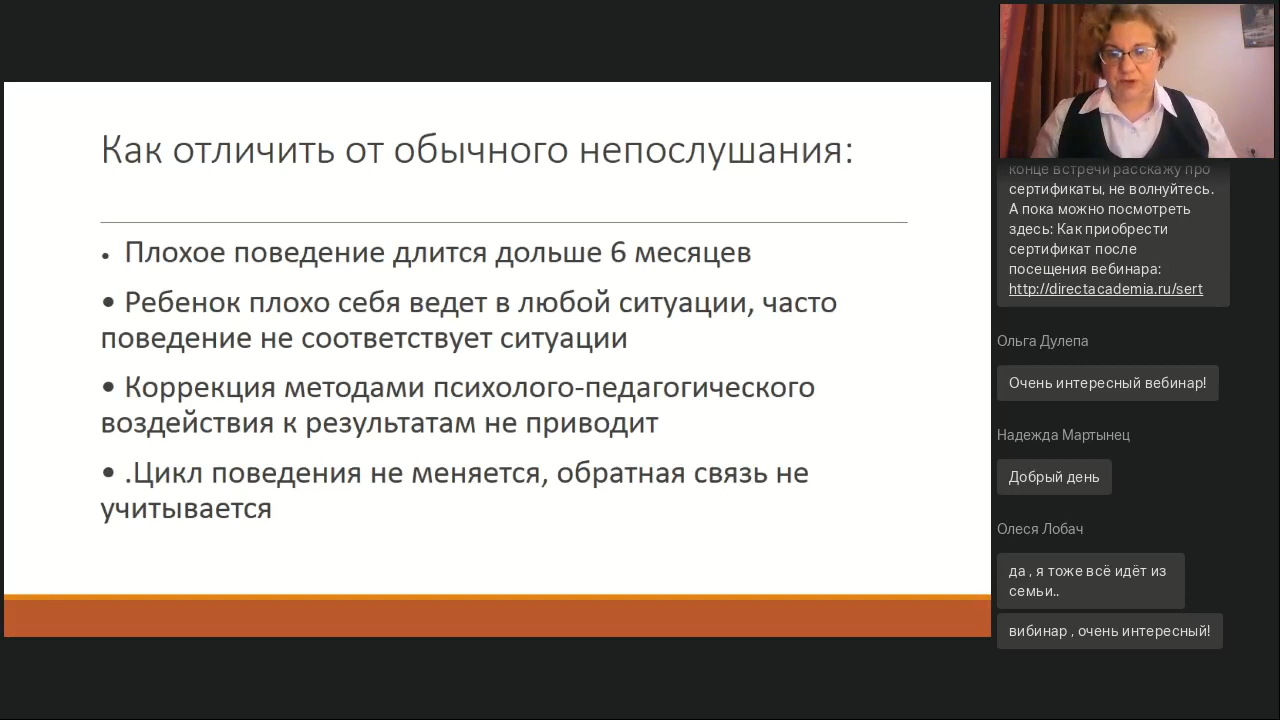 Как отличить от обычного непослушания:
• Плохое поведение длится дольше 6 месяцев
• Ребенок плохо себя ведет в любой ситуации, часто
поведение не соответствует ситуации
• Коррекция методами психолого-педагогического
воздействия к результатам не приводит
• .Цикл поведения не меняется, обратная связь не
учитывается
конце встречи расскажу про
сертификаты, не волнуйтесь.
А пока можно посмотреть
здесь: Как приобрести
сертификат после
посещения вебинара:
http://directacademia.ru/sert
Ольга Дулепа
Очень интересный вебинар!
Надежда Мартынец
Добрый день
Олеся Лобач
да , я тоже всё идёт из
семьи..
вибинар , очень интересный!